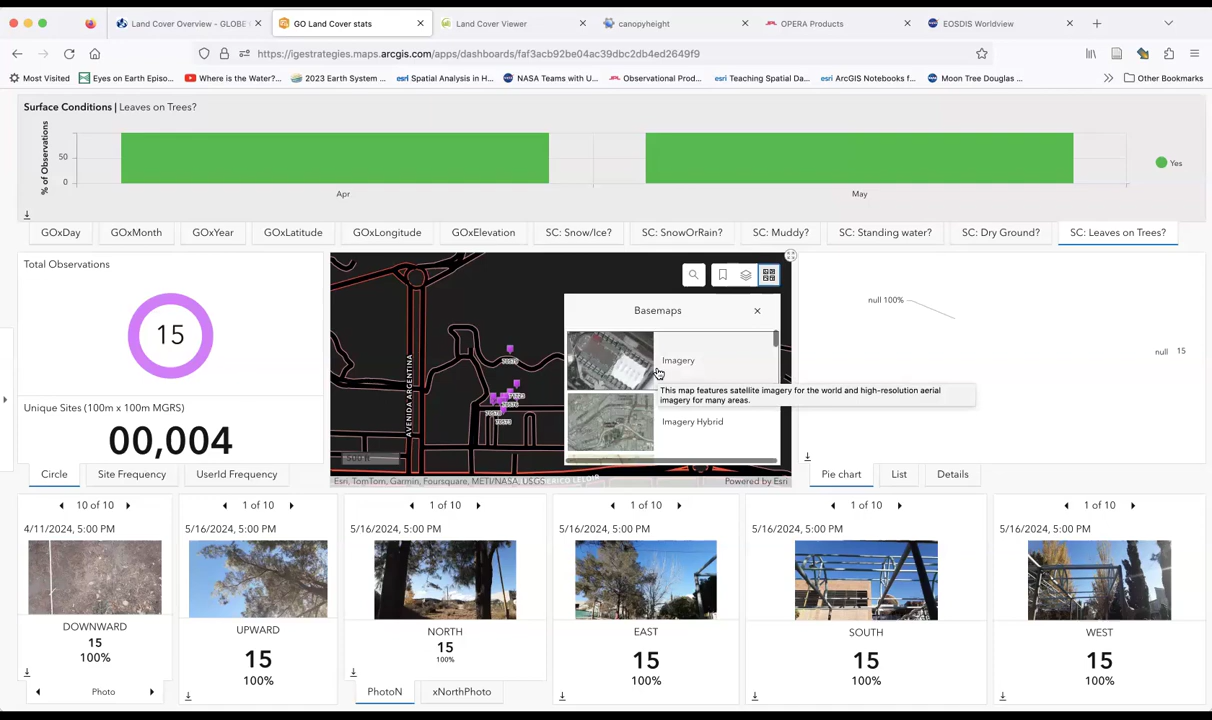 Land Cover Overview - GLOBE
GO Land Cover stats
Land Cover Viewer
canopyheight
OPERA Products
EOSDIS Worldview
https://igestrategies.maps.arcgis.com/apps/dashboards/faf3acb92be04ac39dbc2db4ed2649f9
Most Visited
Eyes on Earth Episo...
Where is the Water?...
2023 Earth System ...
esri Spatial Analysis in H...
NASA Teams with U...
Observational Prod...
esri Teaching Spatial Da...
esri ArcGIS Notebooks f...
Moon Tree Douglas ...
Other Bookmarks
Surface Conditions | Leaves on Trees?
% of Observations
50
0
Apr
May
Yes
GOxDay
GOxMonth
GOxYear
GOxLatitude
GOxLongitude
GOxElevation
SC: Snow/Ice?
SC: SnowOrRain?
SC: Muddy?
SC: Standing water?
SC: Dry Ground?
SC: Leaves on Trees?
Total Observations
15
Unique Sites (100m x 100m MGRS)
00,004
Circle
Site Frequency
UserId Frequency
AVENIDA ARGENTINA
500 ft
Esri, TomTom, Garmin, Foursquare, METI/NASA, USGS
Powered by Esri
Basemaps
Imagery
This map features satellite imagery for the world and high-resolution aerial
imagery for many areas.
Imagery Hybrid
null 100%
null 15
Pie chart
List
Details
10 of 10
1 of 10
1 of 10
1 of 10
1 of 10
1 of 10
4/11/2024, 5:00 PM
5/16/2024, 5:00 PM
5/16/2024, 5:00 PM
5/16/2024, 5:00 PM
5/16/2024, 5:00 PM
5/16/2024, 5:00 PM
DOWNWARD
15
100%
UPWARD
15
100%
NORTH
15
100%
EAST
15
100%
SOUTH
15
100%
WEST
15
100%
Photo
PhotoN
xNorthPhoto